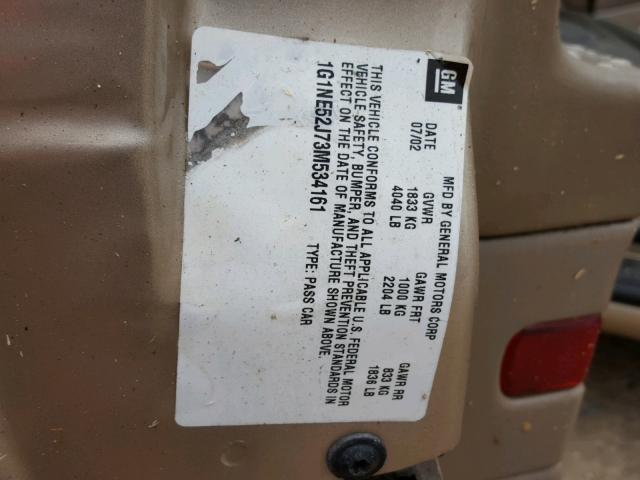 GM
MFD BY GENERAL MOTORS CORP
DATE GVWR GAWR FRT GAWR RR
07/02 1833 KG 1000 KG 833 KG
4040 LB 2204 LB 1836 LB
THIS VEHICLE CONFORMS TO ALL APPLICABLE U.S. FEDERAL MOTOR
VEHICLE SAFETY, BUMPER, AND THEFT PREVENTION STANDARDS IN
EFFECT ON THE DATE OF MANUFACTURE SHOWN ABOVE.
1G1NE52J73M534161 TYPE: PASS CAR